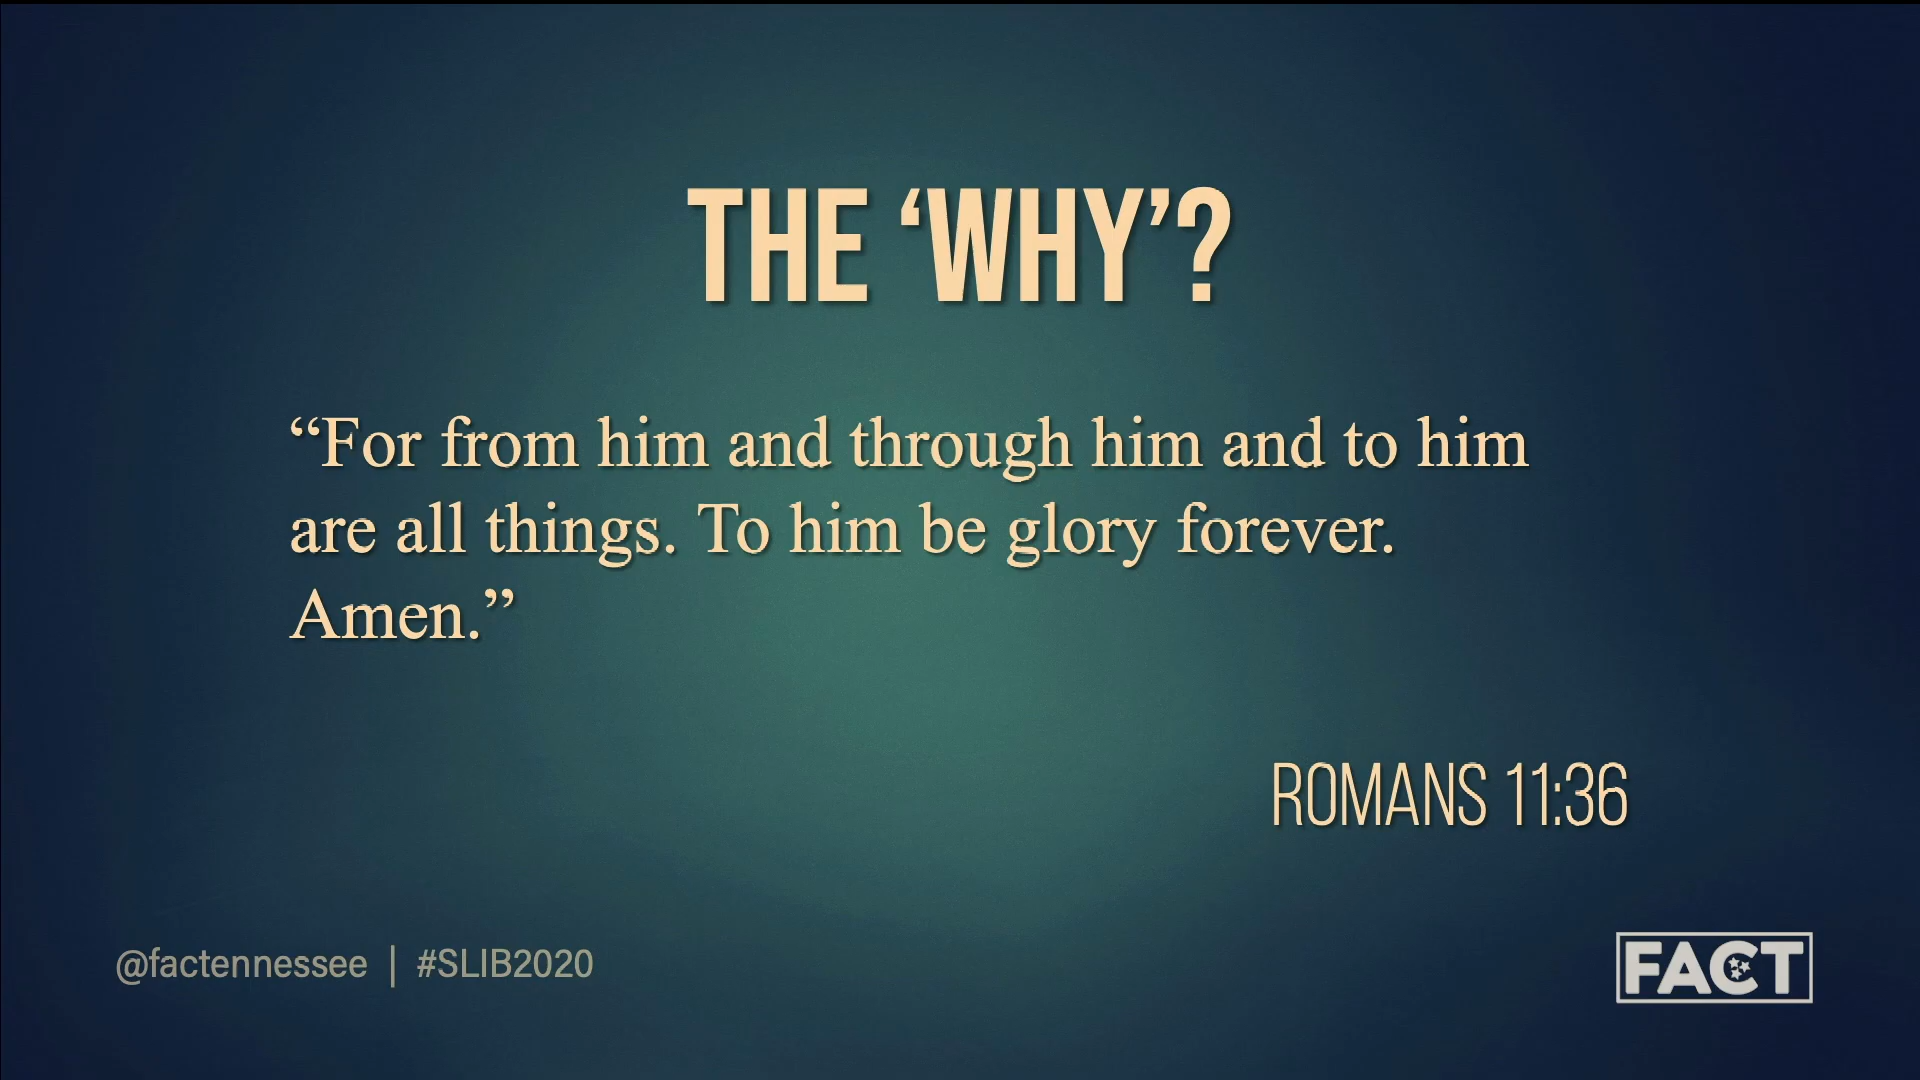 THE ‘WHY’?
“For from him and through him and to him
are all things. To him be glory forever.
Amen.”
ROMANS 11:36
@factennessee | #SLIB2020
FACT